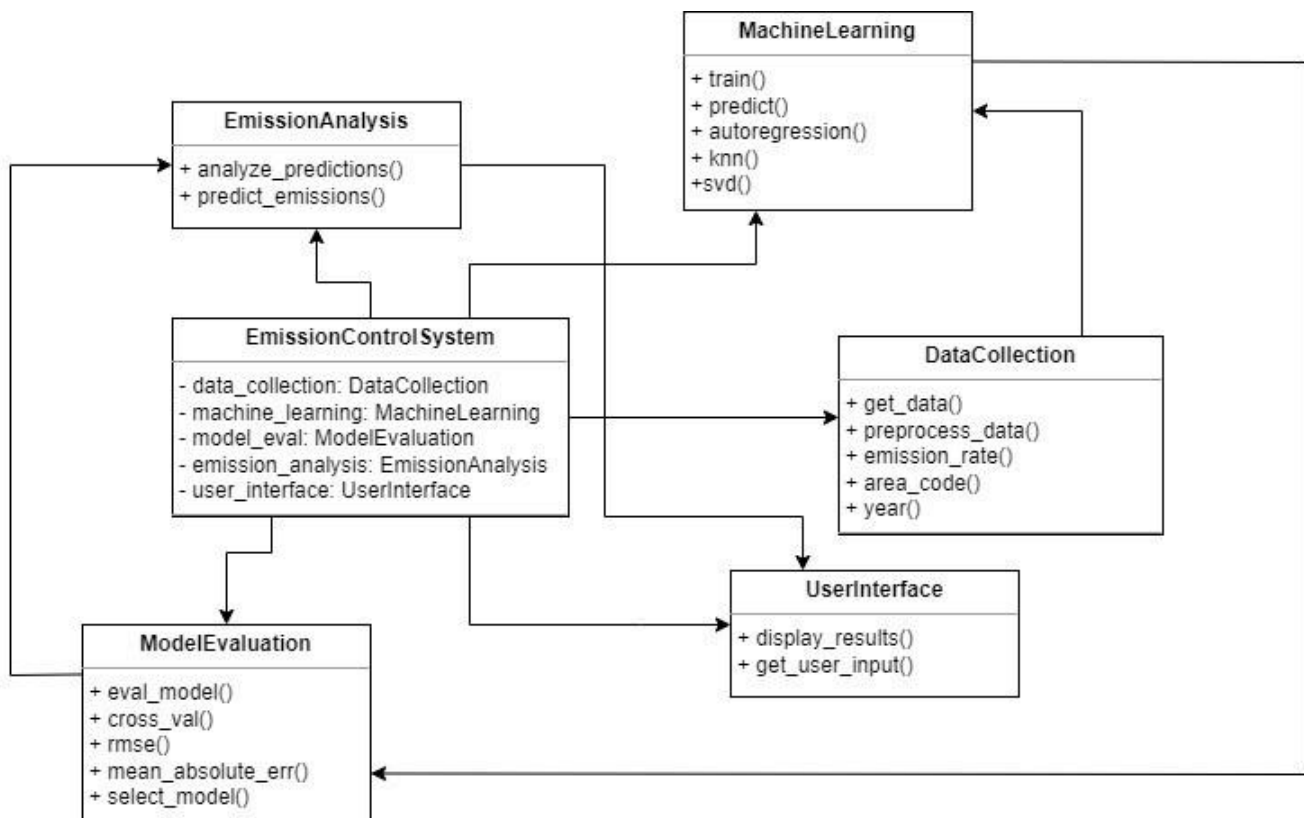 MachineLearning
+ train()
+ predict()
+ autoregression()
+ knn()
+svd()
EmissionAnalysis
+ analyze_predictions()
+ predict_emissions()
EmissionControlSystem
- data_collection: DataCollection
- machine_learning: MachineLearning
- model_eval: ModelEvaluation
- emission_analysis: EmissionAnalysis
- user_interface: UserInterface
DataCollection
+ get_data()
+ preprocess_data()
+ emission_rate()
+ area_code()
+ year()
UserInterface
+ display_results()
+ get_user_input()
ModelEvaluation
+ eval_model()
+ cross_val()
+ rmse()
+ mean_absolute_err()
+ select_model()